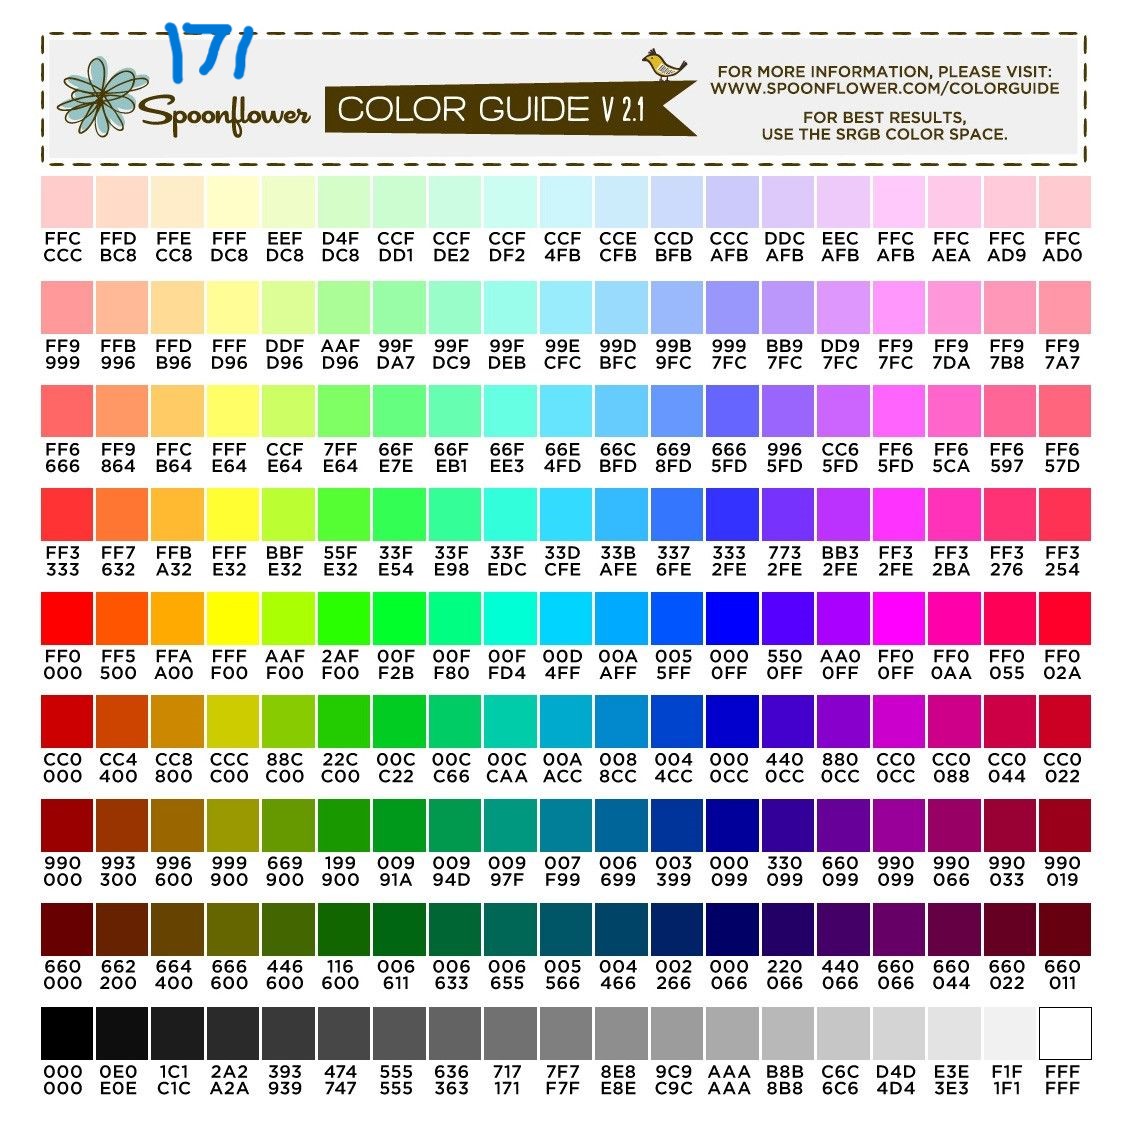 171
Spoonflower
COLOR GUIDE V 2.1
FOR MORE INFORMATION, PLEASE VISIT:
WWW.SPOONFLOWER.COM/COLORGUIDE
FOR BEST RESULTS,
USE THE SRGB COLOR SPACE.
FFC FFD FFE FFF EEF D4F CCF CCF CCF CCF CCE CCD CCC DDC EEC FFC FFC FFC FFC
CCC BC8 CC8 DC8 DC8 DC8 DD1 DE2 DF2 4FB CFB BFB AFB AFB AFB AFB AEA AD9 AD0
FF9 FFB FFD FFF DDF AAF 99F 99F 99F 99E 99D 99B 999 BB9 DD9 FF9 FF9 FF9 FF9
999 996 B96 D96 D96 D96 DA7 DC9 DEB CFC BFC 9FC 7FC 7FC 7FC 7FC 7DA 7B8 7A7
FF6 FF9 FFC FFF CCF 7FF 66F 66F 66F 66E 66C 669 666 996 CC6 FF6 FF6 FF6 FF6
666 864 B64 E64 E64 E64 E7E EB1 EE3 4FD BFD 8FD 5FD 5FD 5FD 5FD 5CA 597 57D
FF3 FF7 FFB FFF BBF 55F 33F 33F 33F 33D 33B 337 333 773 BB3 FF3 FF3 FF3 FF3
333 632 A32 E32 E32 E32 E54 E98 EDC CFE AFE 6FE 2FE 2FE 2FE 2FE 2BA 276 254
FF0 FF5 FFA FFF AAF 2AF 00F 00F 00F 00D 00A 005 000 550 AA0 FF0 FF0 FF0 FF0
000 500 A00 F00 F00 F00 F2B F80 FD4 4FF AFF 5FF 0FF 0FF 0FF 0FF 0AA 055 02A
CC0 CC4 CC8 CCC 88C 22C 00C 00C 00C 00A 008 004 000 440 880 CC0 CC0 CC0 CC0
000 400 800 C00 C00 C00 C22 C66 CAA ACC 8CC 4CC 0CC 0CC 0CC 0CC 088 044 022
990 993 996 999 669 199 009 009 009 007 006 003 000 330 660 990 990 990 990
000 300 600 900 900 900 91A 94D 97F F99 699 399 099 099 099 099 066 033 019
660 662 664 666 446 116 006 006 006 005 004 002 000 220 440 660 660 660 660
000 200 400 600 600 600 611 633 655 566 466 266 066 066 066 066 044 022 011
000 0E0 1C1 2A2 393 474 555 636 717 7F7 8E8 9C9 AAA B8B C6C D4D E3E F1F FFF
000 E0E C1C A2A 939 747 555 363 171 F7F E8E C9C AAA 8B8 6C6 4D4 3E3 1F1 FFF